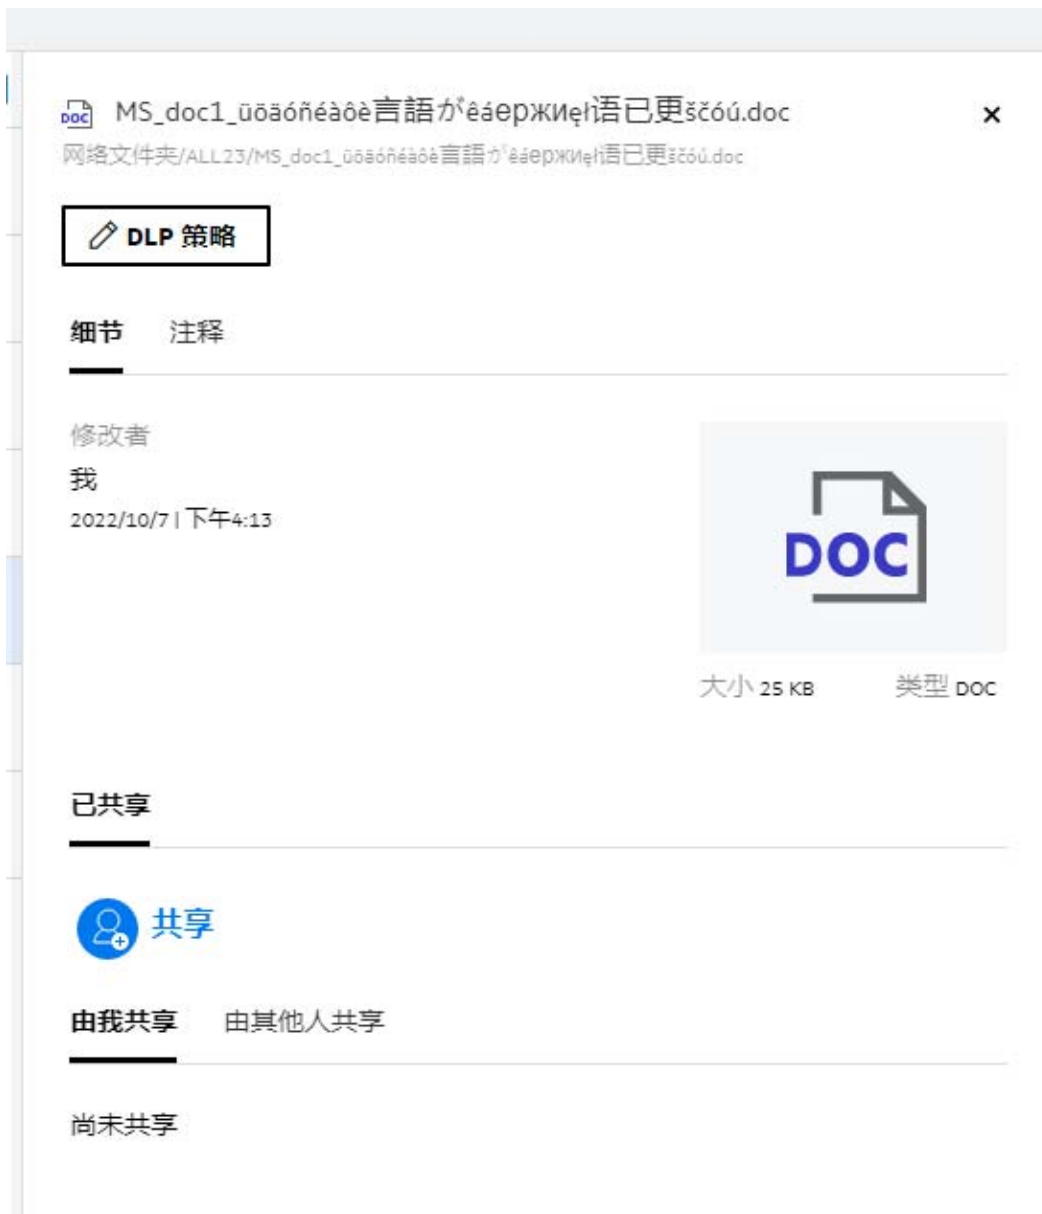 DOC MS_doc1_üöäóñéàôè言語がêáөржиęł语已更ščóú.doc
网络文件夹/ALL23/MS_doc1_üöäóñéàôè言語がêáөржиęł语已更ščóú.doc
DLP 策略
细节 注释
修改者
我
2022/10/7 | 下午4:13
DOC
大小 25 KB 类型 DOC
已共享
共享
由我共享 由其他人共享
尚未共享